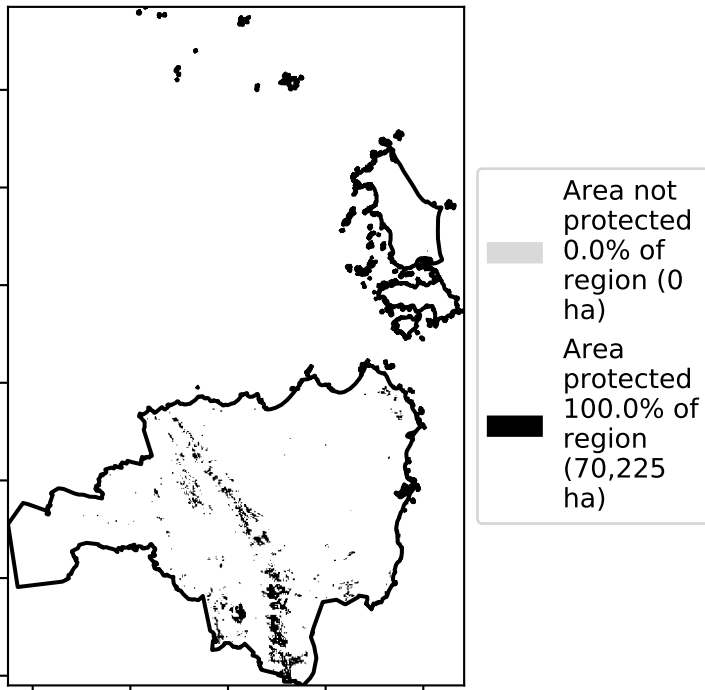 Area not
protected
0.0% of
region (0
ha)
Area
protected
100.0% of
region
(70,225
ha)